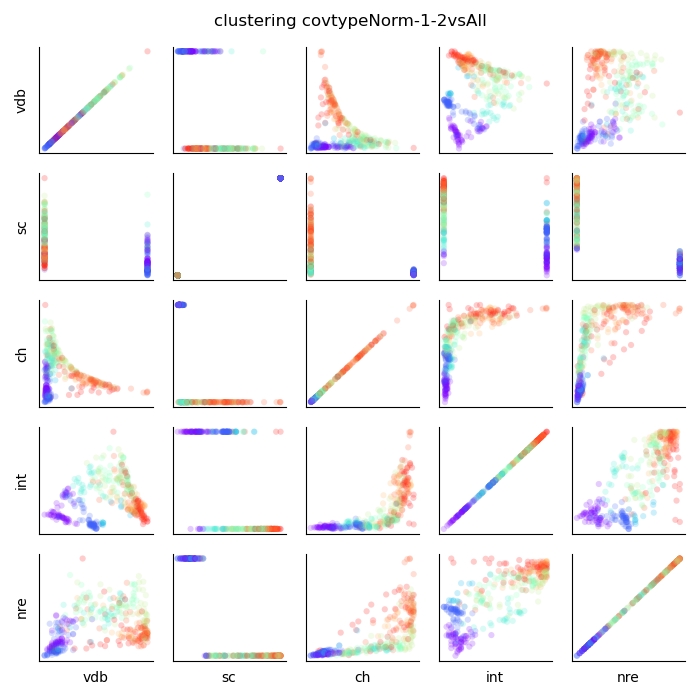 clustering covtypeNorm-1-2vsAll
vdb
sc
ch
int
nre
vdb sc ch int nre